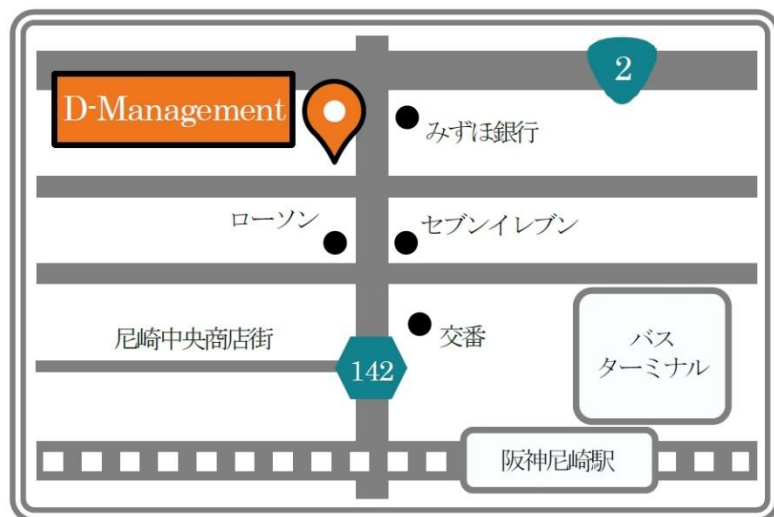 2
D-Management
みずほ銀行
ローソン
セブンイレブン
尼崎中央商店街
交番
バス
ターミナル
142
阪神尼崎駅